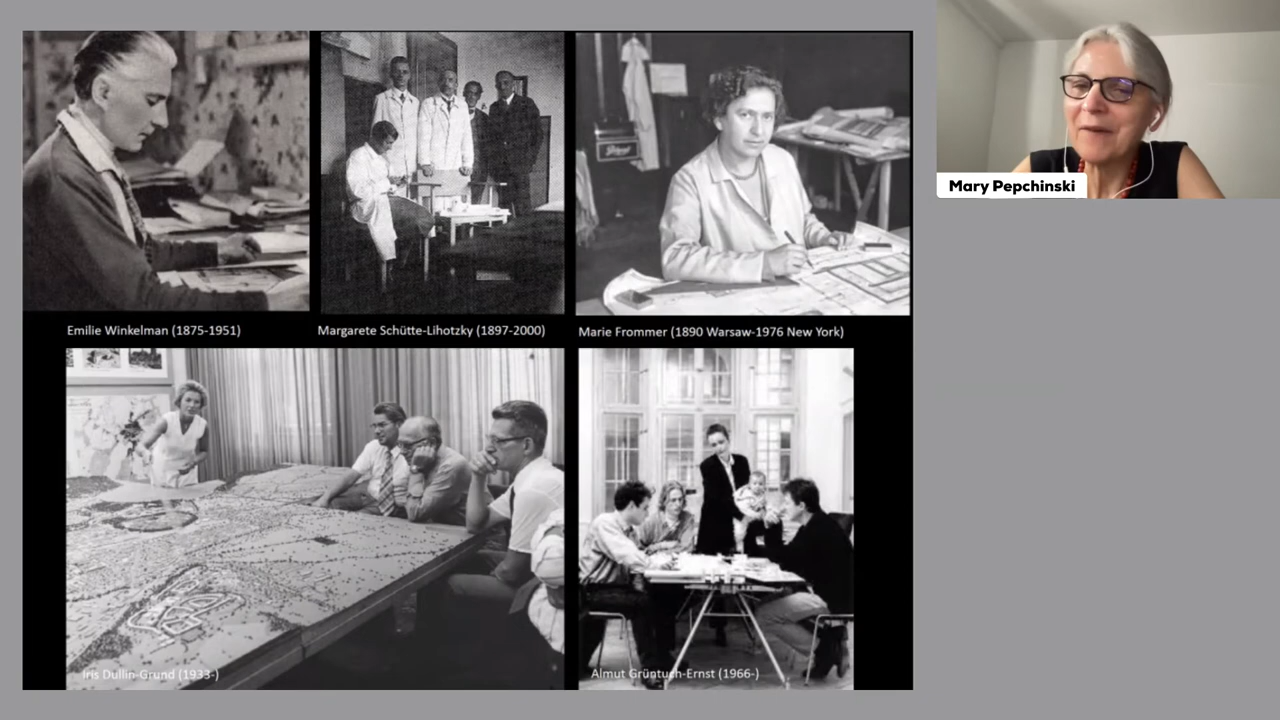 Mary Pepchinski
Emilie Winkelman (1875-1951)
Margarete Schütte-Lihotzky (1897-2000)
Marie Frommer (1890 Warsaw-1976 New York)
Iris Dullin-Grund (1933-)
Almut Grüntuch-Ernst (1966-)